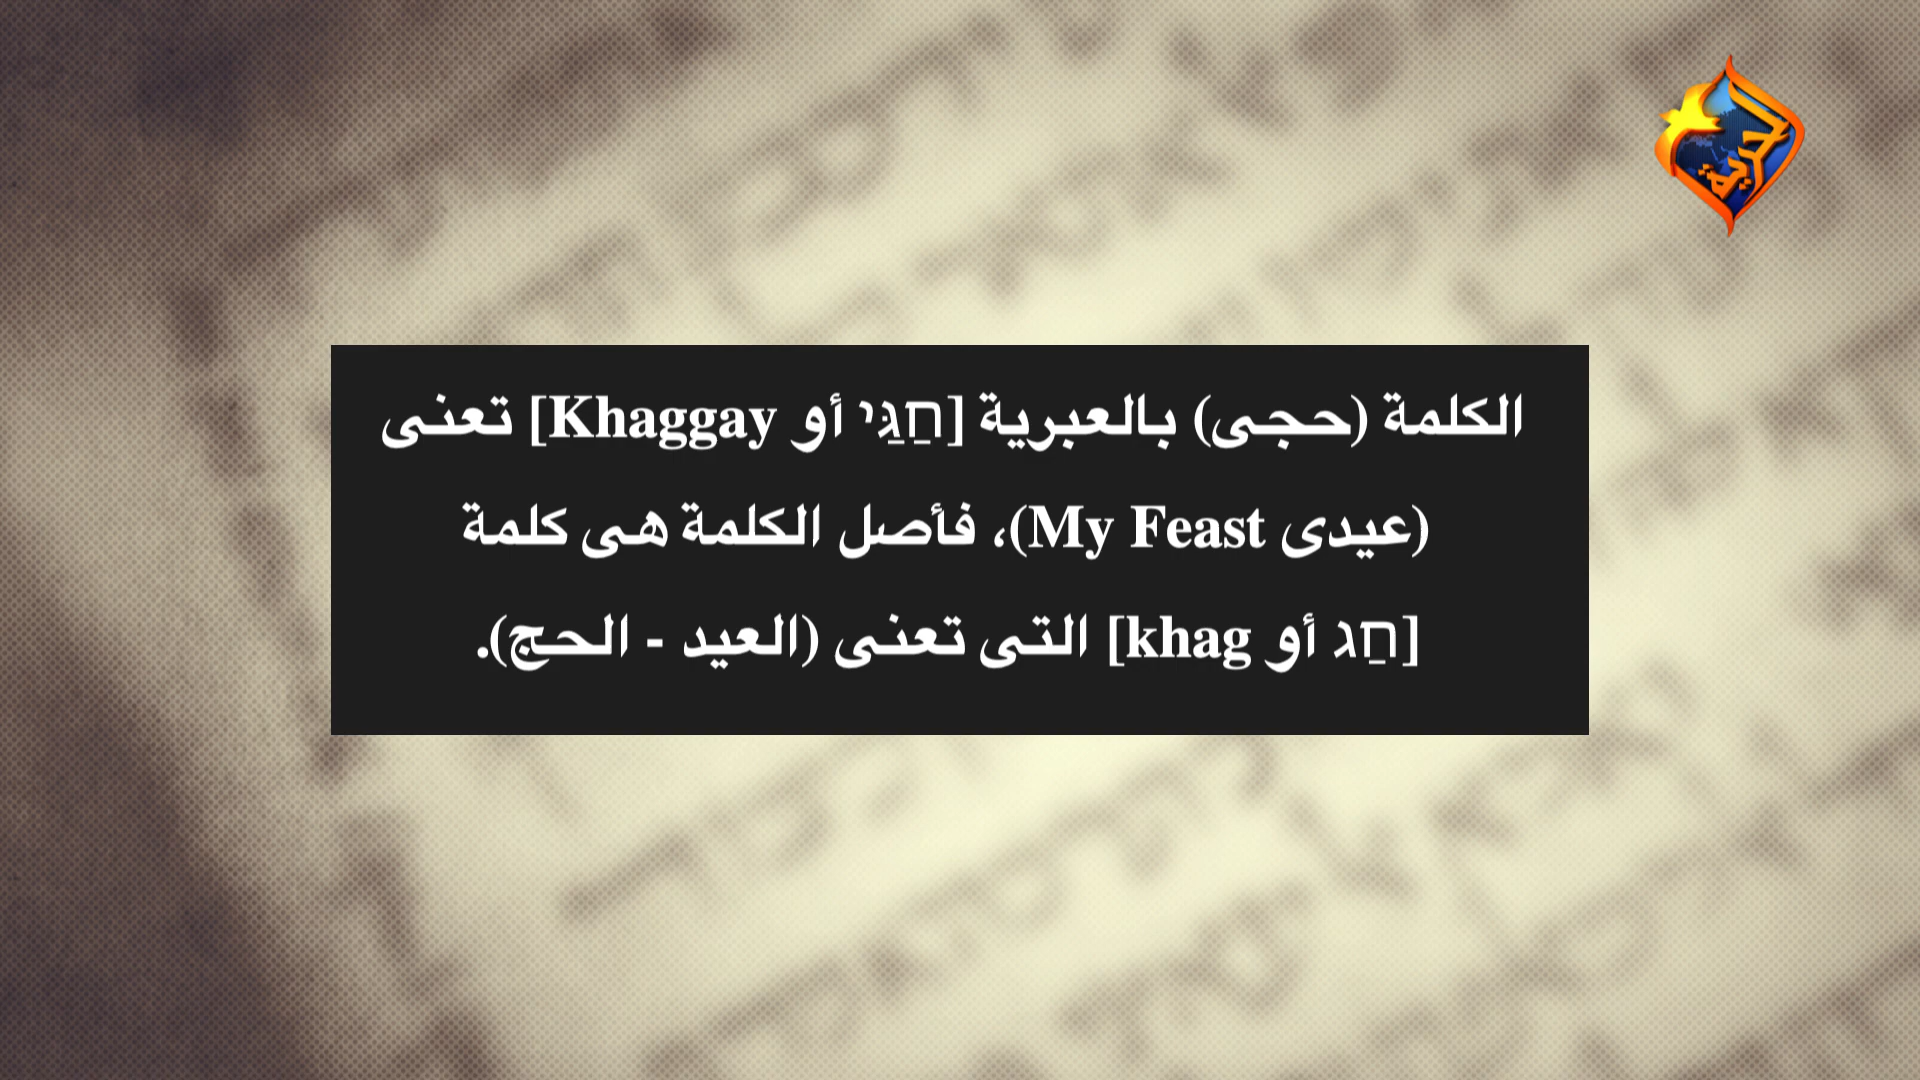 الحرية
الكلمة (حجى) بالعبرية [חַגַּי أو Khaggay] تعنى
(عيدى My Feast)، فأصل الكلمة هى كلمة
[חַג أو khag] التى تعنى (العيد - الحج).